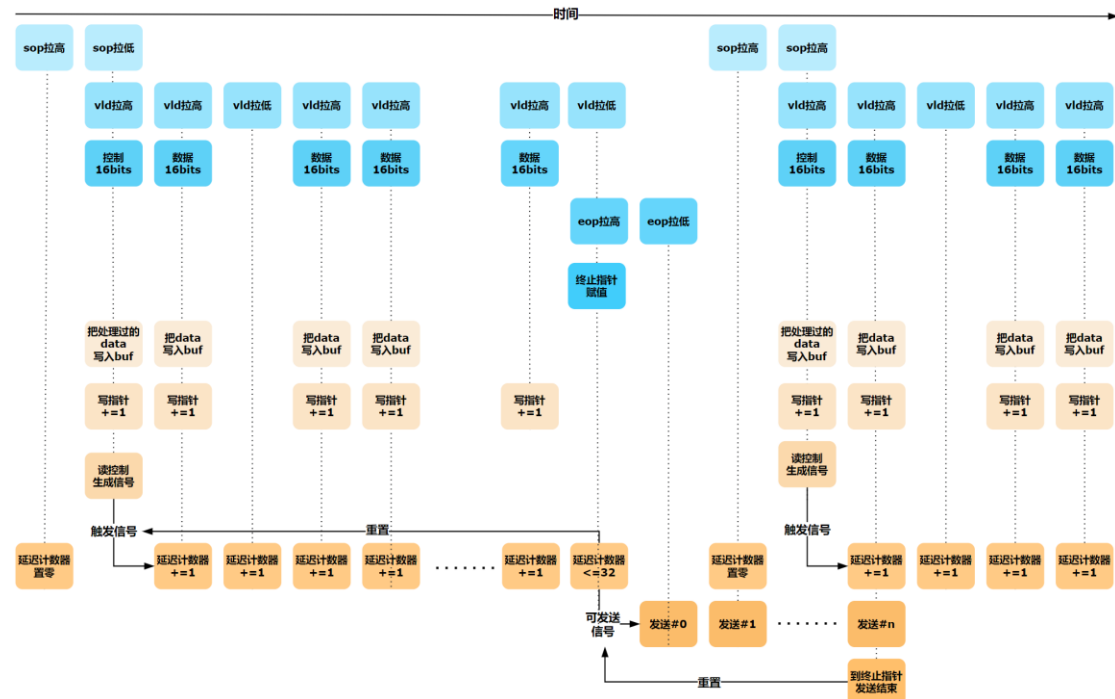 时间
sop拉高
sop拉低
sop拉高
sop拉高
vld拉高
vld拉高
vld拉低
vld拉高
vld拉高
vld拉高
vld拉低
vld拉高
vld拉高
vld拉低
vld拉高
vld拉高
控制
16bits
数据
16bits
数据
16bits
数据
16bits
数据
16bits
控制
16bits
数据
16bits
数据
16bits
数据
16bits
eop拉高
eop拉低
终止指针
赋值
把处理过的
data
写入buf
把data
写入buf
把data
写入buf
把data
写入buf
把处理过的
data
写入buf
把data
写入buf
把data
写入buf
把data
写入buf
写指针
+=1
写指针
+=1
写指针
+=1
写指针
+=1
写指针
+=1
写指针
+=1
写指针
+=1
写指针
+=1
写指针
+=1
读控制
生成信号
读控制
生成信号
触发信号
重置
触发信号
延迟计数器
置零
延迟计数器
+=1
延迟计数器
+=1
延迟计数器
+=1
延迟计数器
+=1
延迟计数器
+=1
延迟计数器
<=32
延迟计数器
置零
延迟计数器
+=1
延迟计数器
+=1
延迟计数器
+=1
延迟计数器
+=1
可发送
信号
发送#0
发送#1
发送#n
重置
到终止指针
发送结束